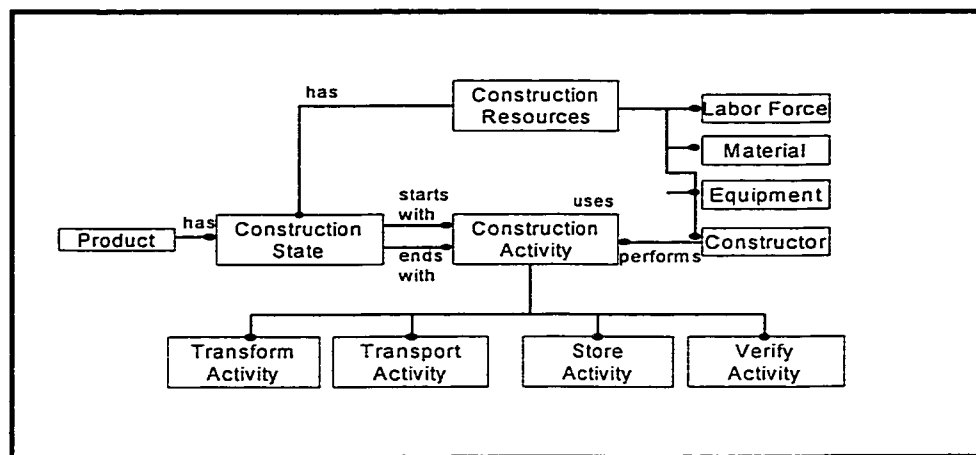 has
Construction
Resources
Labor Force
Material
Equipment
starts
with
uses
has
Product
Construction
State
Construction
Activity
Constructor
ends
with
performs
Transform
Activity
Transport
Activity
Store
Activity
Verify
Activity